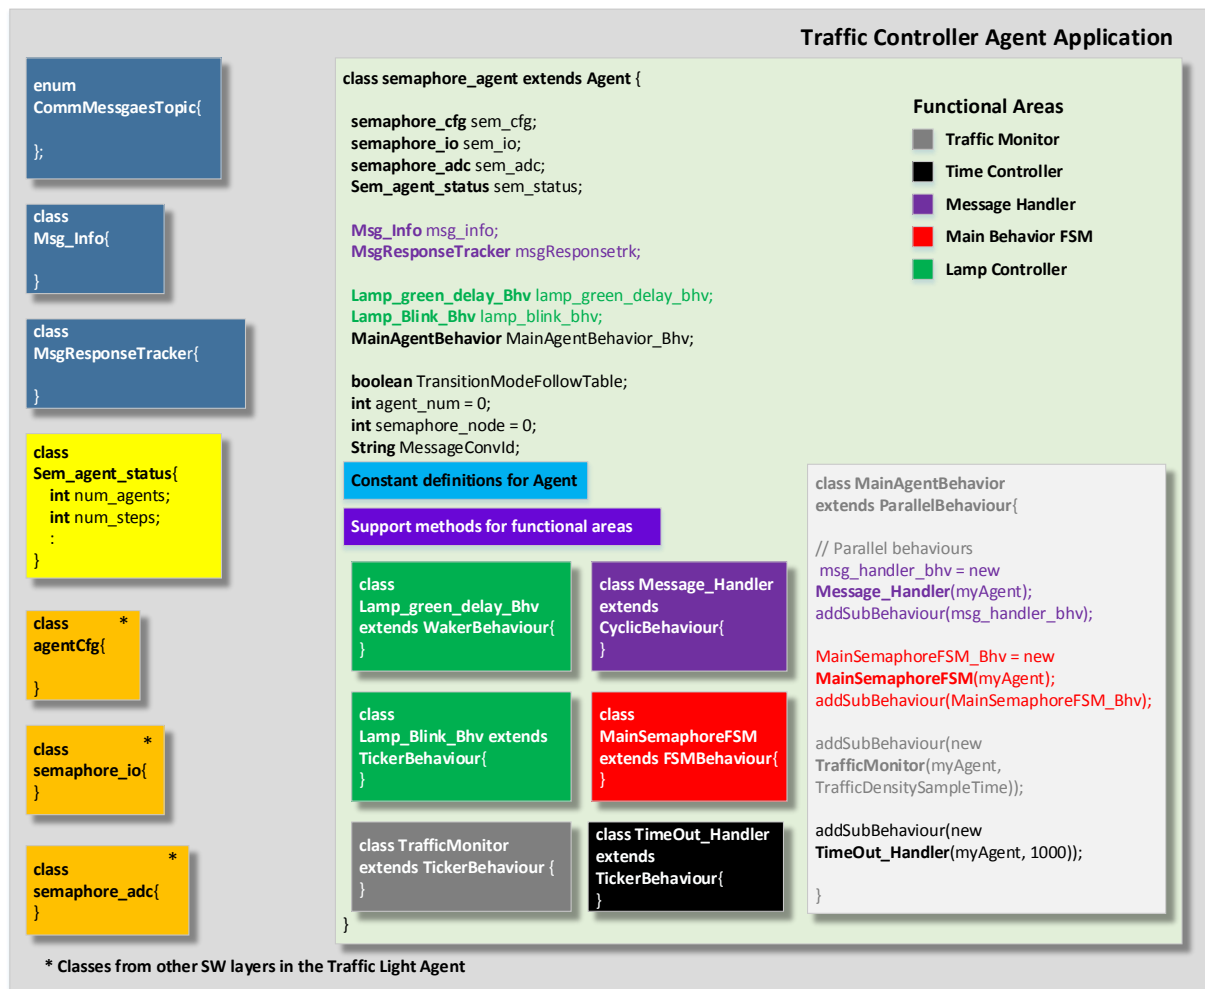 Traffic Controller Agent Application
enum
CommMessgaesTopic{
};
class
Msg_Info{
}
class
MsgResponseTracker{
}
class
Sem_agent_status{
int num_agents;
int num_steps;
:
}
class *
agentCfg{
}
class *
semaphore_io{
}
class *
semaphore_adc{
}
class semaphore_agent extends Agent {
semaphore_cfg sem_cfg;
semaphore_io sem_io;
semaphore_adc sem_adc;
Sem_agent_status sem_status;
Msg_Info msg_info;
MsgResponseTracker msgResponsetrk;
Lamp_green_delay_Bhv lamp_green_delay_bhv;
Lamp_Blink_Bhv lamp_blink_bhv;
MainAgentBehavior MainAgentBehavior_Bhv;
boolean TransitionModeFollowTable;
int agent_num = 0;
int semaphore_node = 0;
String MessageConvId;
Constant definitions for Agent
Support methods for functional areas
class
Lamp_green_delay_Bhv
extends WakerBehaviour{
}
class Message_Handler
extends
CyclicBehaviour{
}
class
Lamp_Blink_Bhv extends
TickerBehaviour{
}
class
MainSemaphoreFSM
extends FSMBehaviour{
}
class TrafficMonitor
extends TickerBehaviour {
}
class TimeOut_Handler
extends
TickerBehaviour{
}
}
Functional Areas
Traffic Monitor
Time Controller
Message Handler
Main Behavior FSM
Lamp Controller
class MainAgentBehavior
extends ParallelBehaviour{
// Parallel behaviours
msg_handler_bhv = new
Message_Handler(myAgent);
addSubBehaviour(msg_handler_bhv);
MainSemaphoreFSM_Bhv = new
MainSemaphoreFSM(myAgent);
addSubBehaviour(MainSemaphoreFSM_Bhv);
addSubBehaviour(new
TrafficMonitor(myAgent,
TrafficDensitySampleTime));
addSubBehaviour(new
TimeOut_Handler(myAgent, 1000));
}
* Classes from other SW layers in the Traffic Light Agent